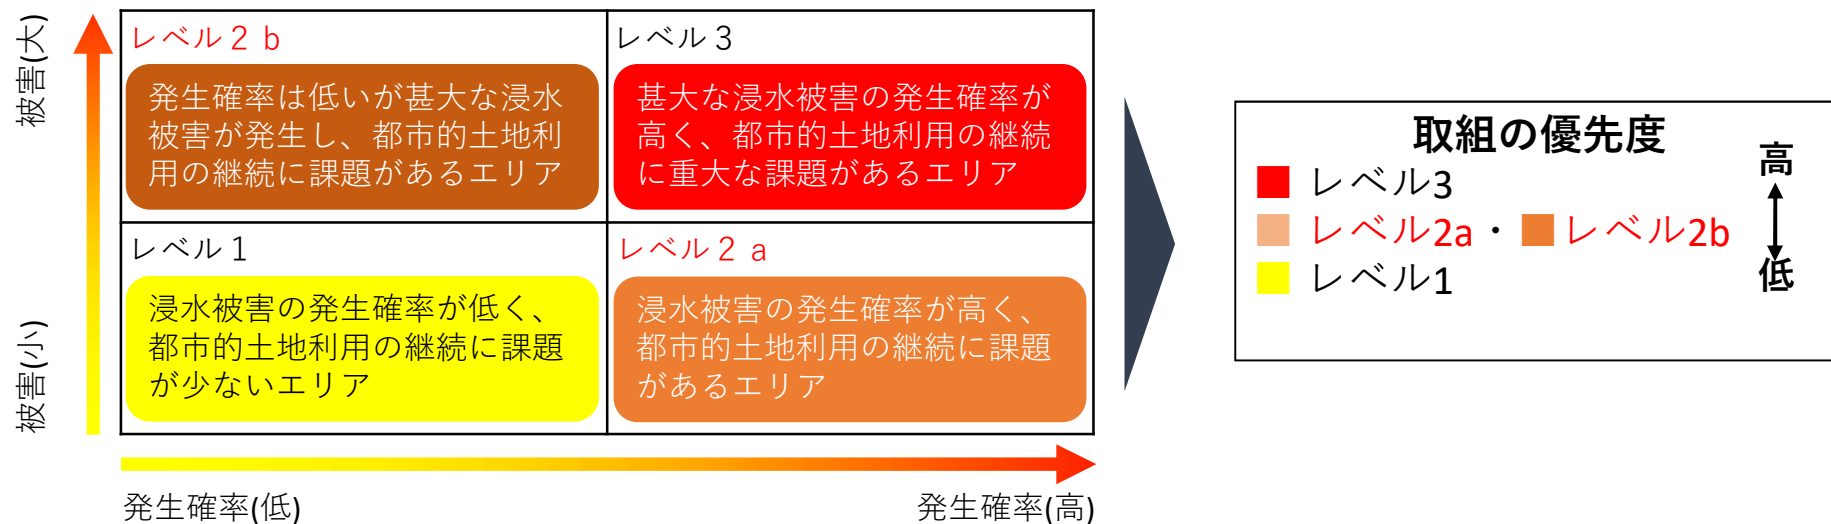 被害(大)
レベル２ｂ
発生確率は低いが甚大な浸水
被害が発生し、都市的土地利
用の継続に課題があるエリア
レベル３
甚大な浸水被害の発生確率が
高く、都市的土地利用の継続
に重大な課題があるエリア
被害(小)
レベル１
浸水被害の発生確率が低く、
都市的土地利用の継続に課題
が少ないエリア
レベル２ａ
浸水被害の発生確率が高く、
都市的土地利用の継続に課題
があるエリア
発生確率(低)
発生確率(高)
取組の優先度
レベル3
レベル2a・レベル2b
レベル1
高
低